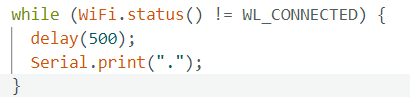 while (WiFi.status() != WL_CONNECTED) {
  delay(500);
  Serial.print(".");
}